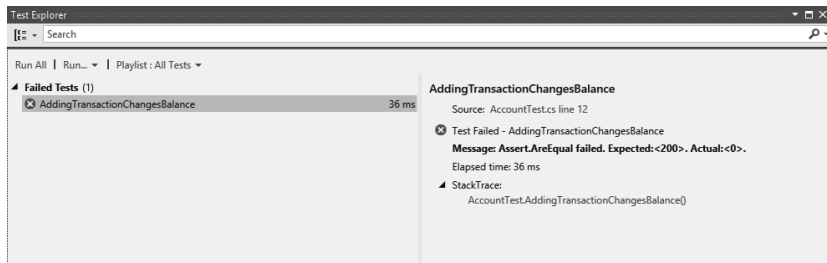 Test Explorer
Search
Run All | Run... | Playlist : All Tests
Failed Tests (1)
AddingTransactionChangesBalance 36 ms
AddingTransactionChangesBalance
Source: AccountTest.cs line 12
Test Failed - AddingTransactionChangesBalance
Message: Assert.AreEqual failed. Expected:<200>. Actual:<0>.
Elapsed time: 36 ms
StackTrace:
AccountTest.AddingTransactionChangesBalance()